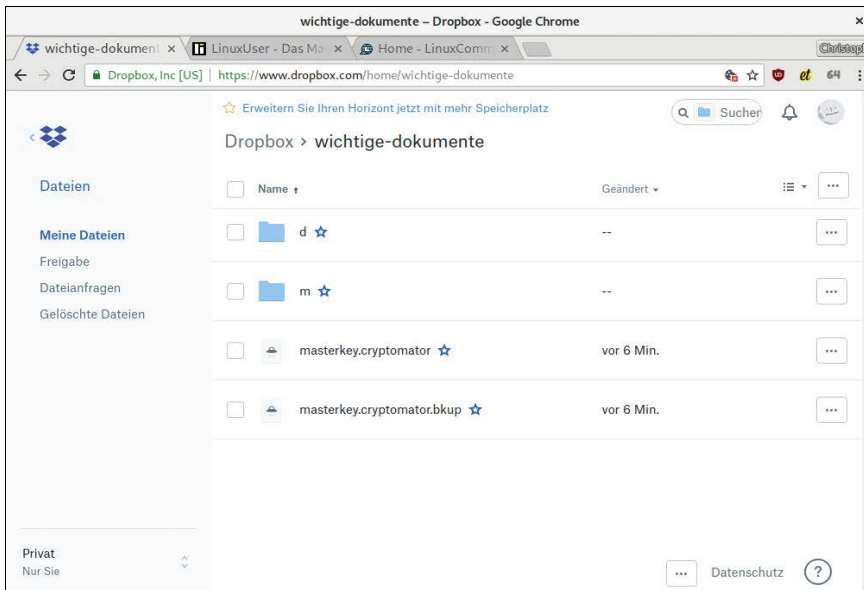 wichtige-dokumente – Dropbox - Google Chrome
wichtige-dokument LinuxUser - Das Ma Home - LinuxComm Christoph
Dropbox, Inc [US] https://www.dropbox.com/home/wichtige-dokumente et 64
Erweitern Sie Ihren Horizont jetzt mit mehr Speicherplatz
Suchen
Dropbox > wichtige-dokumente
Dateien
Meine Dateien
Freigabe
Dateianfragen
Gelöschte Dateien
Name Geändert
d --
m --
masterkey.cryptomator vor 6 Min.
masterkey.cryptomator.bkup vor 6 Min.
Privat
Nur Sie
Datenschutz ?